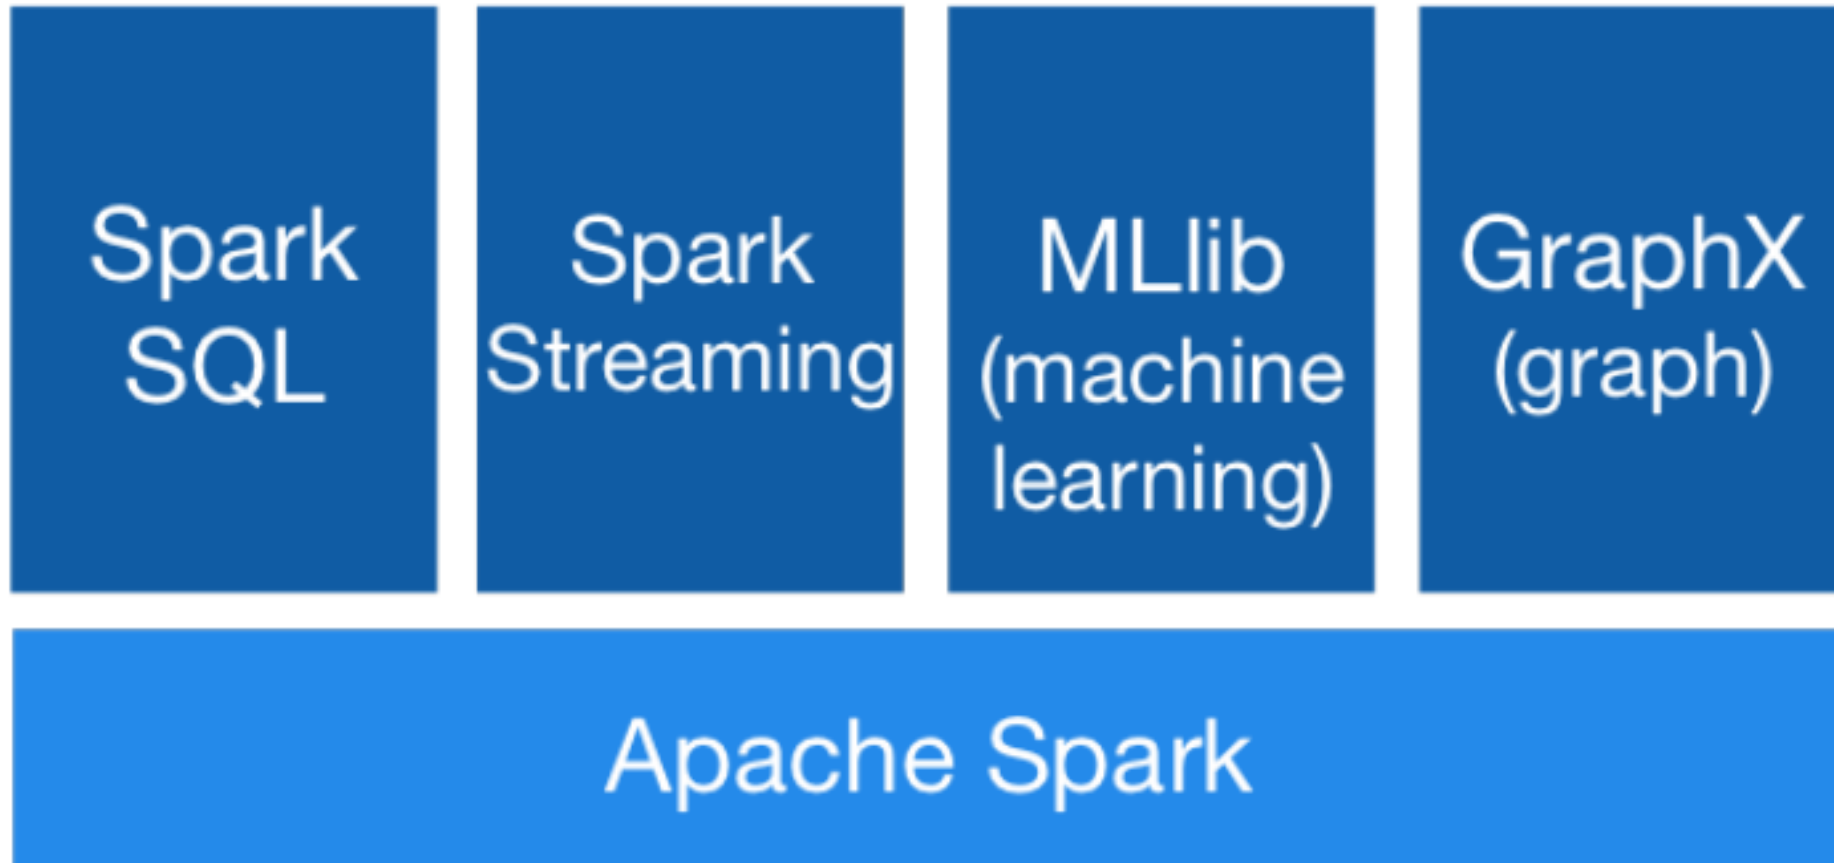 Spark
SQL
Spark
Streaming
MLlib
(machine
learning)
GraphX
(graph)
Apache Spark